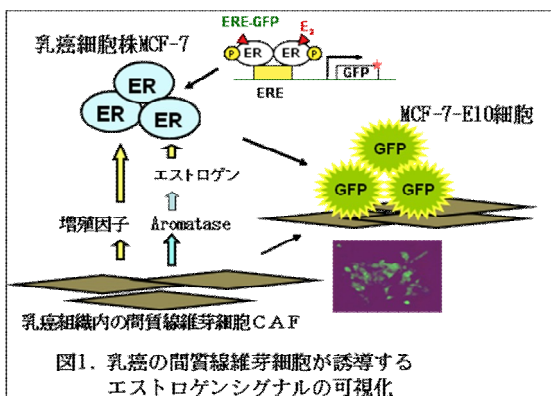 ERE-GFP
E₂
乳癌細胞株MCF-7
P ER ER P
GFP
ERE
ER
ER ER
MCF-7-E10細胞
エストロゲン
GFP
GFP GFP
増殖因子 Aromatase
乳癌組織内の間質線維芽細胞CAF
図1. 乳癌の間質線維芽細胞が誘導する
エストロゲンシグナルの可視化